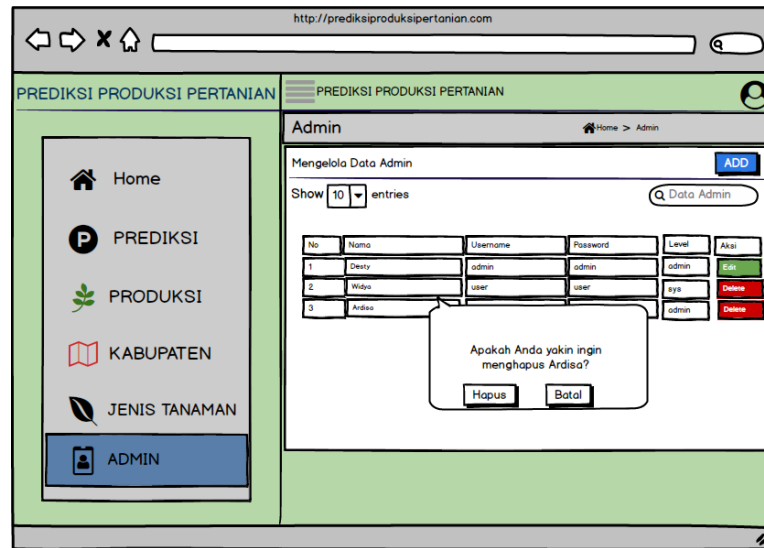 http://prediksiproduksipertanian.com
PREDIKSI PRODUKSI PERTANIAN
PREDIKSI PRODUKSI PERTANIAN
Admin
Home > Admin
Home
PREDIKSI
PRODUKSI
KABUPATEN
JENIS TANAMAN
ADMIN
Mengelola Data Admin
ADD
Show 10 entries
Data Admin
No Nama Username Password Level Aksi
1 Desty admin admin admin Edit
2 Widya user user sys Delete
3 Ardisa admin Delete
Apakah Anda yakin ingin
menghapus Ardisa?
Hapus Batal